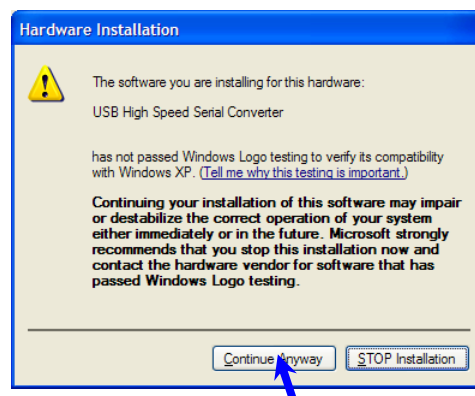 Hardware Installation
The software you are installing for this hardware:
USB High Speed Serial Converter
has not passed Windows Logo testing to verify its compatibility
with Windows XP. (Tell me why this testing is important.)
Continuing your installation of this software may impair
or destabilize the correct operation of your system
either immediately or in the future. Microsoft strongly
recommends that you stop this installation now and
contact the hardware vendor for software that has
passed Windows Logo testing.
Continue Anyway
STOP Installation